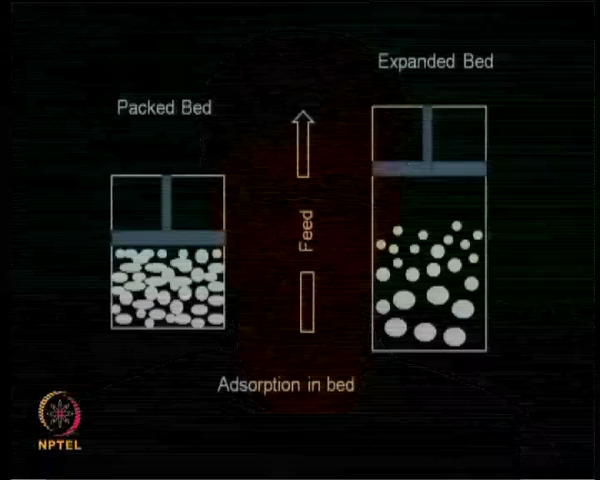 Expanded Bed
Packed Bed
Feed
Adsorption in bed
NPTEL